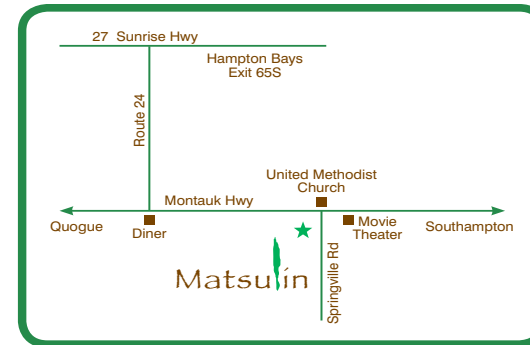 27 Sunrise Hwy
Hampton Bays
Exit 65S
Route 24
United Methodist
Church
Montauk Hwy
Quogue
Diner
Movie
Theater
Southampton
Matsulin
Springville Rd